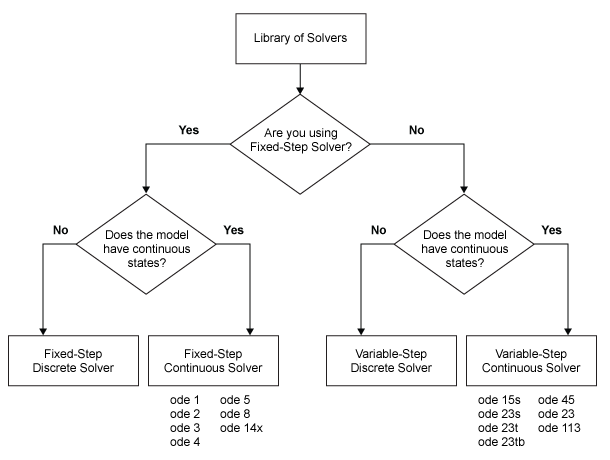 Library of Solvers
Are you using
Fixed-Step Solver?
Yes
No
Does the model
have continuous
states?
No
Yes
Does the model
have continuous
states?
No
Yes
Fixed-Step
Discrete Solver
Fixed-Step
Continuous Solver
Variable-Step
Discrete Solver
Variable-Step
Continuous Solver
ode 1 ode 5
ode 2 ode 8
ode 3 ode 14x
ode 4
ode 15s ode 45
ode 23s ode 23
ode 23t ode 113
ode 23tb